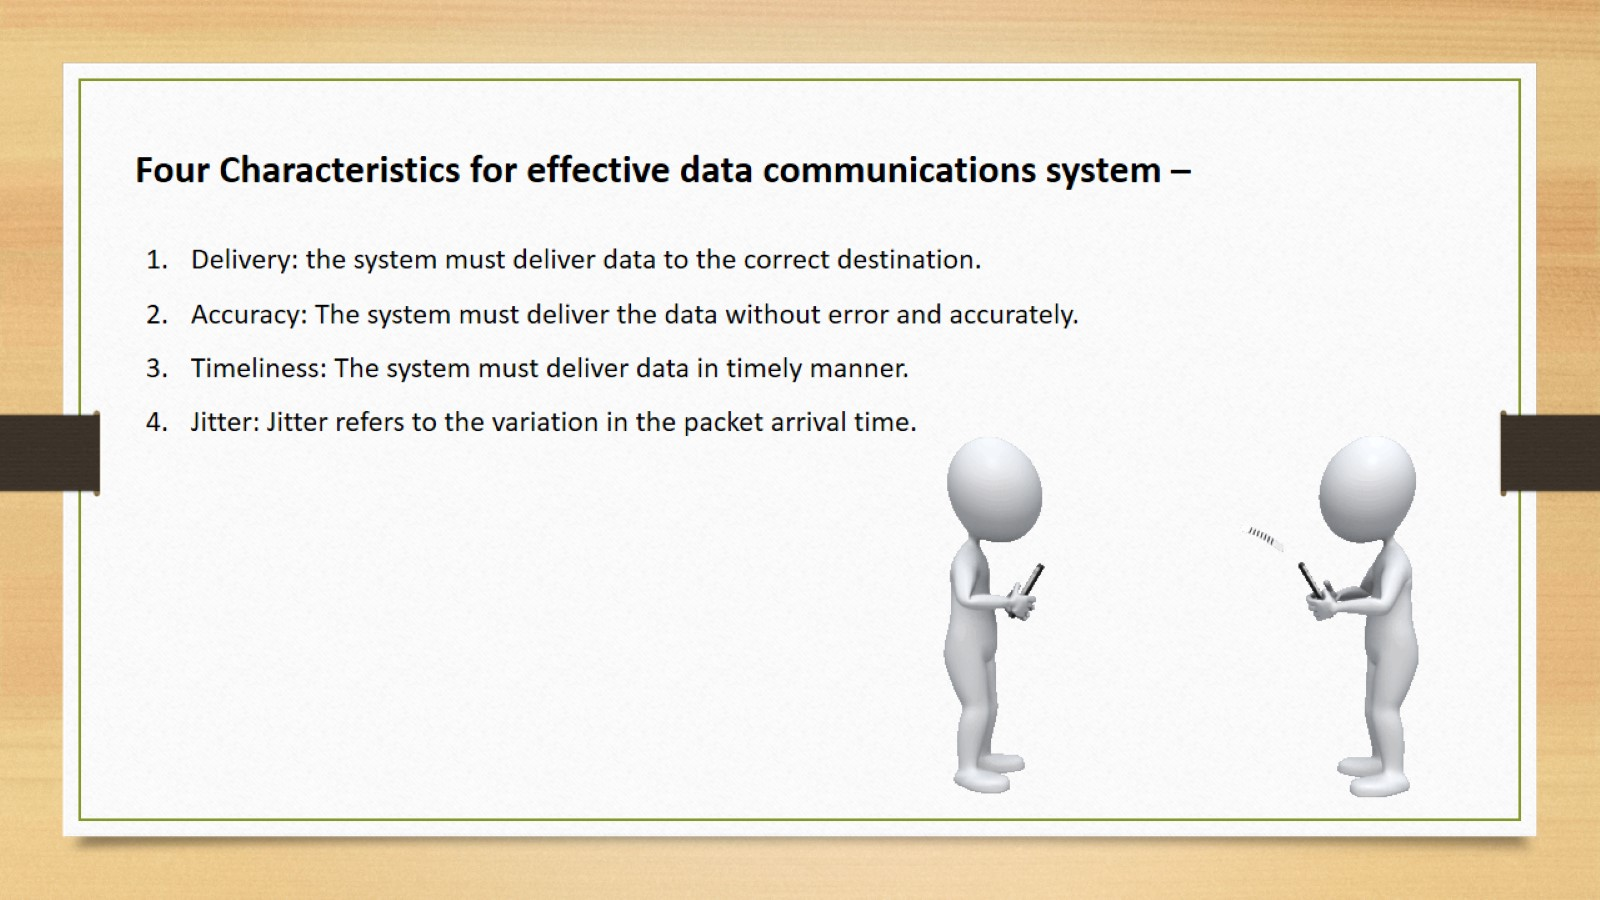 Four Characteristics for effective data communications system –
1. Delivery: the system must deliver data to the correct destination.
2. Accuracy: The system must deliver the data without error and accurately.
3. Timeliness: The system must deliver data in timely manner.
4. Jitter: Jitter refers to the variation in the packet arrival time.